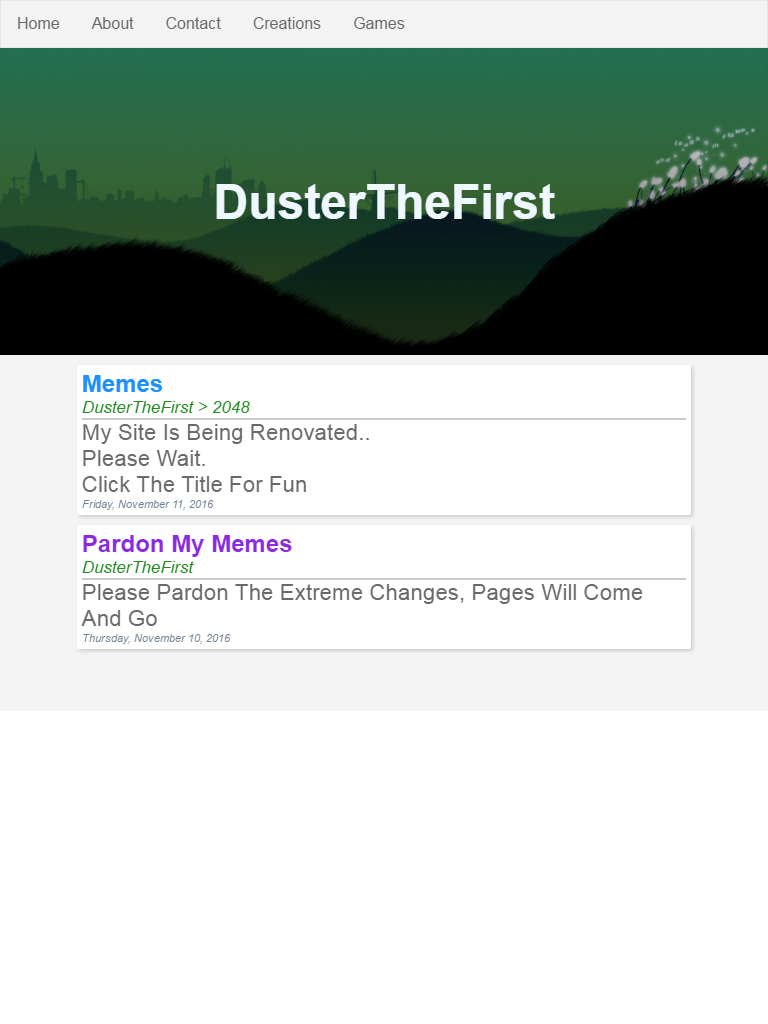 Home About Contact Creations Games
DusterTheFirst
Memes
DusterTheFirst > 2048
My Site Is Being Renovated..
Please Wait.
Click The Title For Fun
Friday, November 11, 2016
Pardon My Memes
DusterTheFirst
Please Pardon The Extreme Changes, Pages Will Come
And Go
Thursday, November 10, 2016